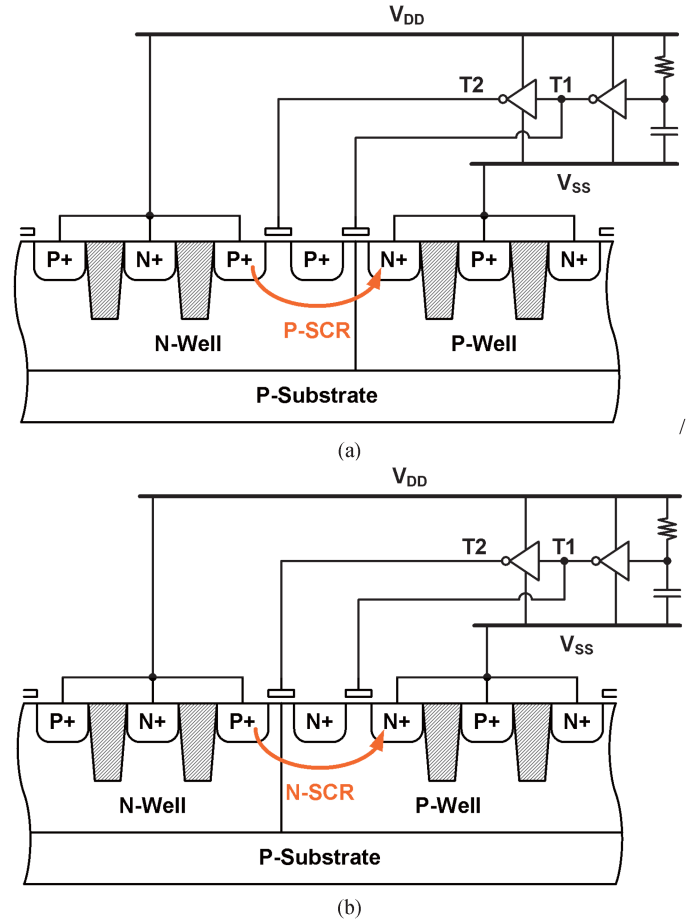 VDD
T2 T1
VSS
P+ N+ P+ P+ N+ P+ N+
P-SCR
N-Well P-Well
P-Substrate
/
(a)
VDD
T2 T1
VSS
P+ N+ P+ N+ N+ P+ N+
N-SCR
N-Well P-Well
P-Substrate
(b)